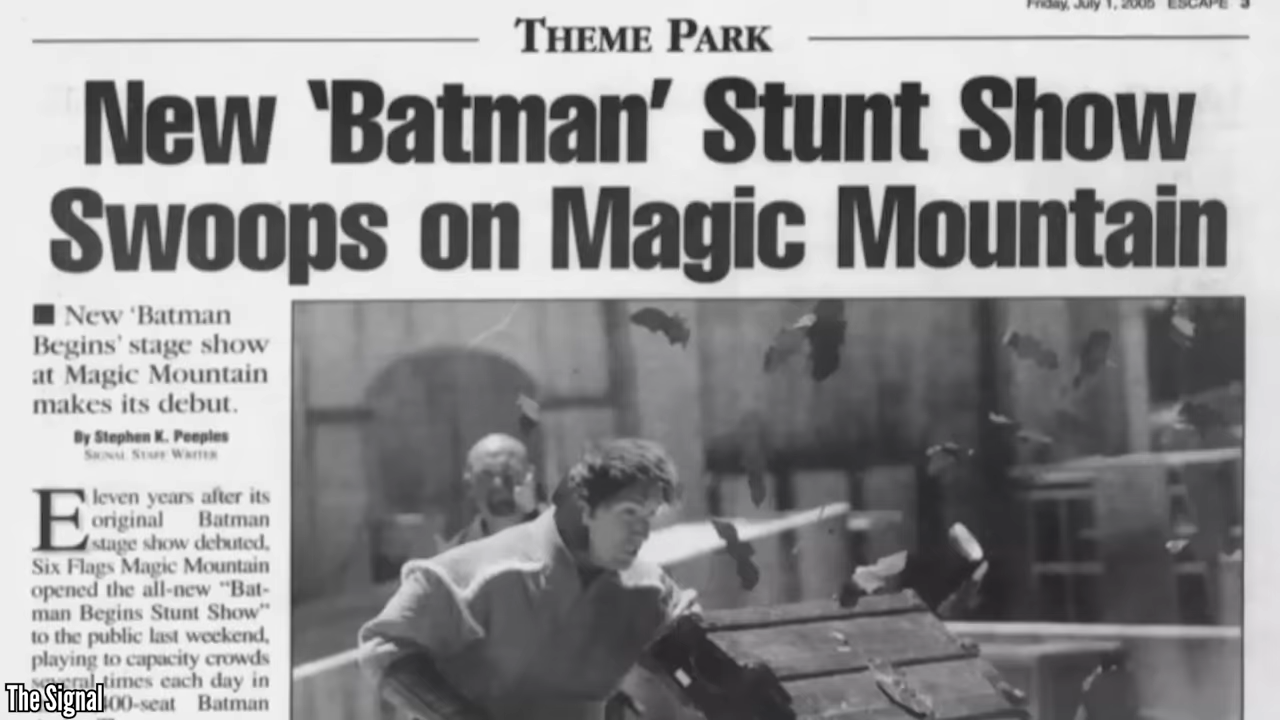 Friday, July 1, 2005 ESCAPE 3
THEME PARK
New ‘Batman’ Stunt Show
Swoops on Magic Mountain
■ New ‘Batman
Begins’ stage show
at Magic Mountain
makes its debut.
By Stephen K. Peeples
SIGNAL STAFF WRITER
Eleven years after its
original Batman
stage show debuted,
Six Flags Magic Mountain
opened the all-new “Bat-
man Begins Stunt Show”
to the public last weekend,
playing to capacity crowds
several times each day in
00-seat Batman
The Signal